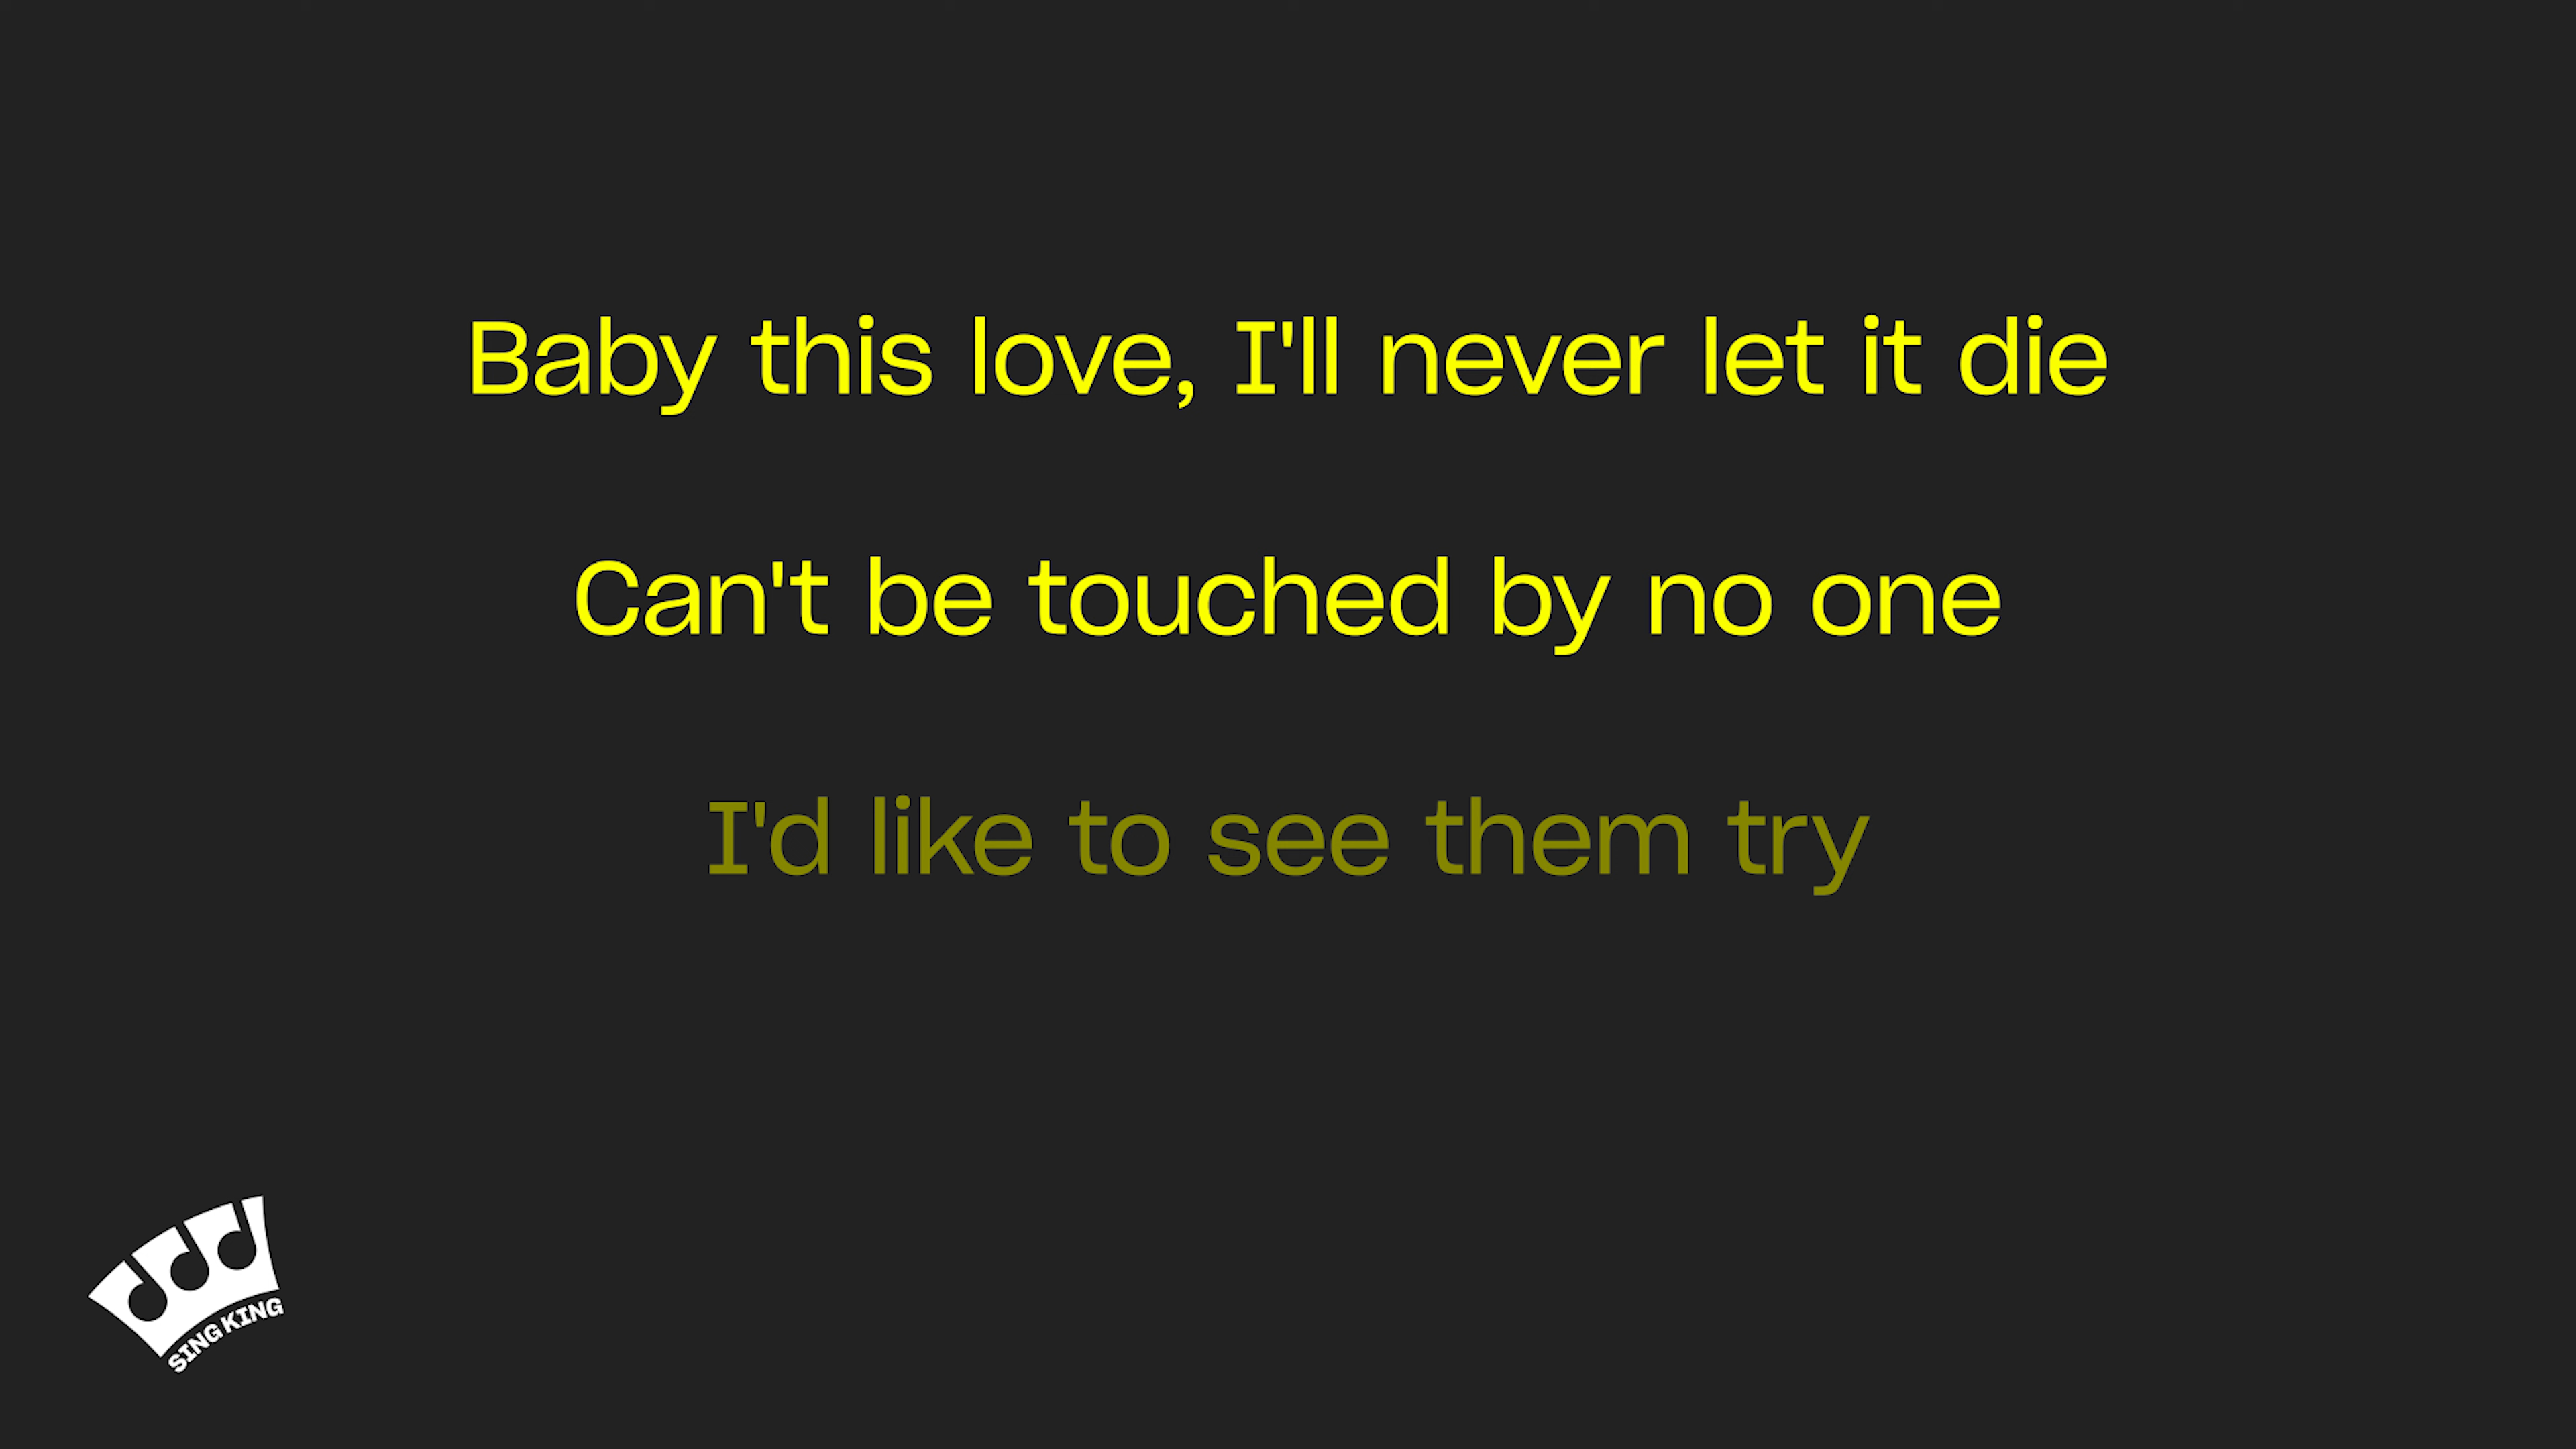 Baby this love, I'll never let it die
Can't be touched by no one
I'd like to see them try
SING KING